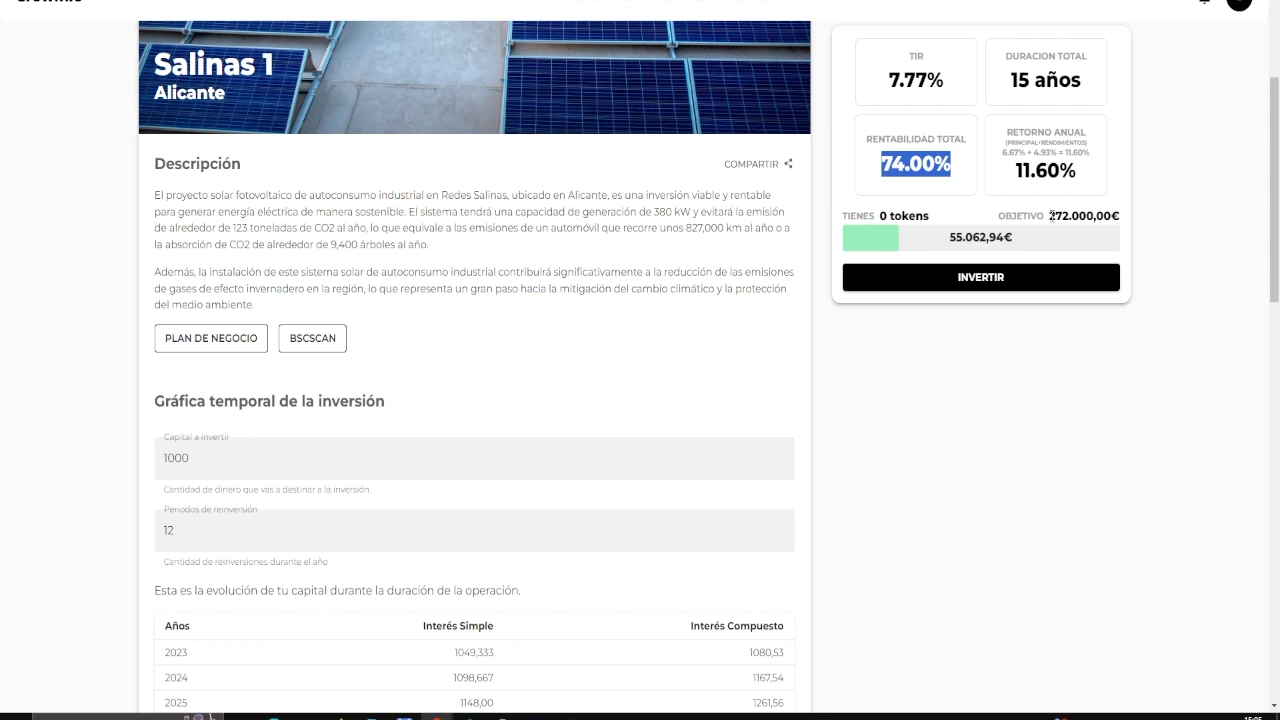 Salinas 1
Alicante
Descripción
COMPARTIR
El proyecto solar fotovoltaico de autoconsumo industrial en Redes Salinas, ubicado en Alicante, es una inversión viable y rentable
para generar energía eléctrica de manera sostenible. El sistema tendrá una capacidad de generación de 380 kW y evitará la emisión
de alrededor de 123 toneladas de CO2 al año, lo que equivale a las emisiones de un automóvil que recorre unos 827,000 km al año o a
la absorción de CO2 de alrededor de 9,400 árboles al año.
Además, la instalación de este sistema solar de autoconsumo industrial contribuirá significativamente a la reducción de las emisiones
de gases de efecto invernadero en la región, lo que representa un gran paso hacia la mitigación del cambio climático y la protección
del medio ambiente.
PLAN DE NEGOCIO
BSCSCAN
Gráfica temporal de la inversión
Capital a invertir
1000
Cantidad de dinero que vas a destinar a la inversión.
Periodos de reinversión
12
Cantidad de reinversiones durante el año
Esta es la evolución de tu capital durante la duración de la operación.
Años Interés Simple Interés Compuesto
2023 1049,333 1080,53
2024 1098,667 1167,54
2025 1148,00 1261,56
TIR
7.77%
DURACION TOTAL
15 años
RENTABILIDAD TOTAL
74.00%
RETORNO ANUAL
(PRINCIPAL+RENDIMIENTOS)
6.67% + 4.93% = 11.60%
11.60%
TIENES 0 tokens
OBJETIVO 272.000,00€
55.062,94€
INVERTIR